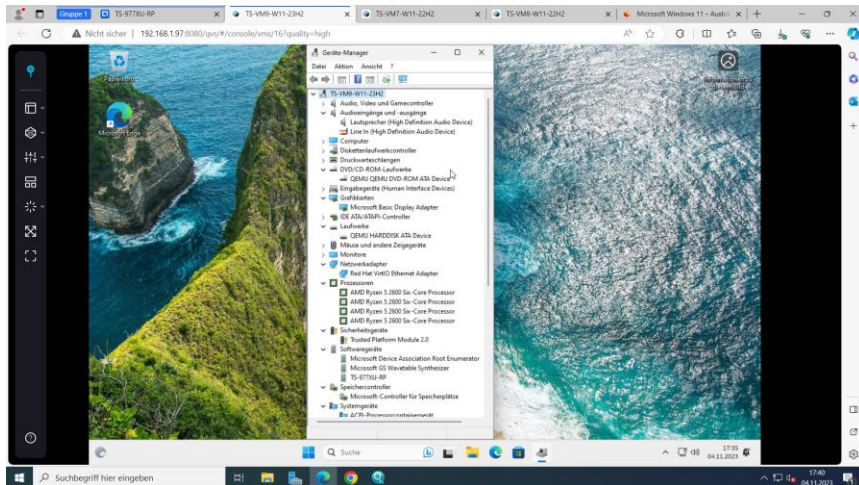 Gruppe 1
TS-977XU-RP
TS-VM9-W11-23H2
TS-VM7-W11-22H2
TS-VM8-W11-22H2
Microsoft Windows 11 – Ausbil
Nicht sicher
192.168.1.97:8080/qvs/#/console/vms/16?quality=high
Papierkorb
Microsoft Edge
Geräte-Manager
Datei Aktion Ansicht ?
TS-VM9-W11-23H2
Audio, Video und Gamecontroller
Audioeingänge und -ausgänge
Lautsprecher (High Definition Audio Device)
Line In (High Definition Audio Device)
Computer
Diskettenlaufwerkcontroller
Druckwarteschlangen
DVD/CD-ROM-Laufwerke
QEMU QEMU DVD-ROM ATA Device
Eingabegeräte (Human Interface Devices)
Grafikkarten
Microsoft Basic Display Adapter
IDE ATA/ATAPI-Controller
Laufwerke
QEMU HARDDISK ATA Device
Mäuse und andere Zeigegeräte
Monitore
Netzwerkadapter
Red Hat VirtIO Ethernet Adapter
Prozessoren
AMD Ryzen 5 2600 Six-Core Processor
AMD Ryzen 5 2600 Six-Core Processor
AMD Ryzen 5 2600 Six-Core Processor
AMD Ryzen 5 2600 Six-Core Processor
Sicherheitsgeräte
Trusted Platform Module 2.0
Softwaregeräte
Microsoft Device Association Root Enumerator
Microsoft GS Wavetable Synthesizer
TS-977XU-RP
Speichercontroller
Microsoft-Controller für Speicherplätze
Systemgeräte
ACPI-Prozessorcontainergerät
Suche
17:35
04.11.2023
Suchbegriff hier eingeben
17:40
04.11.2023